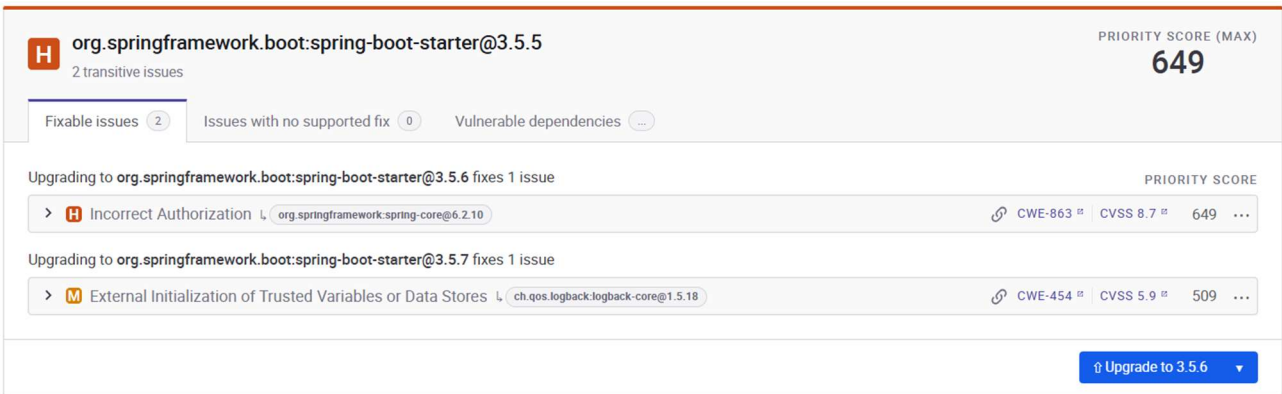 H org.springframework.boot:spring-boot-starter@3.5.5
2 transitive issues
PRIORITY SCORE (MAX)
649
Fixable issues 2 Issues with no supported fix 0 Vulnerable dependencies ...
Upgrading to org.springframework.boot:spring-boot-starter@3.5.6 fixes 1 issue
PRIORITY SCORE
H Incorrect Authorization org.springframework:spring-core@6.2.10 CWE-863 CVSS 8.7 649 ...
Upgrading to org.springframework.boot:spring-boot-starter@3.5.7 fixes 1 issue
M External Initialization of Trusted Variables or Data Stores ch.qos.logback:logback-core@1.5.18 CWE-454 CVSS 5.9 509 ...
Upgrade to 3.5.6